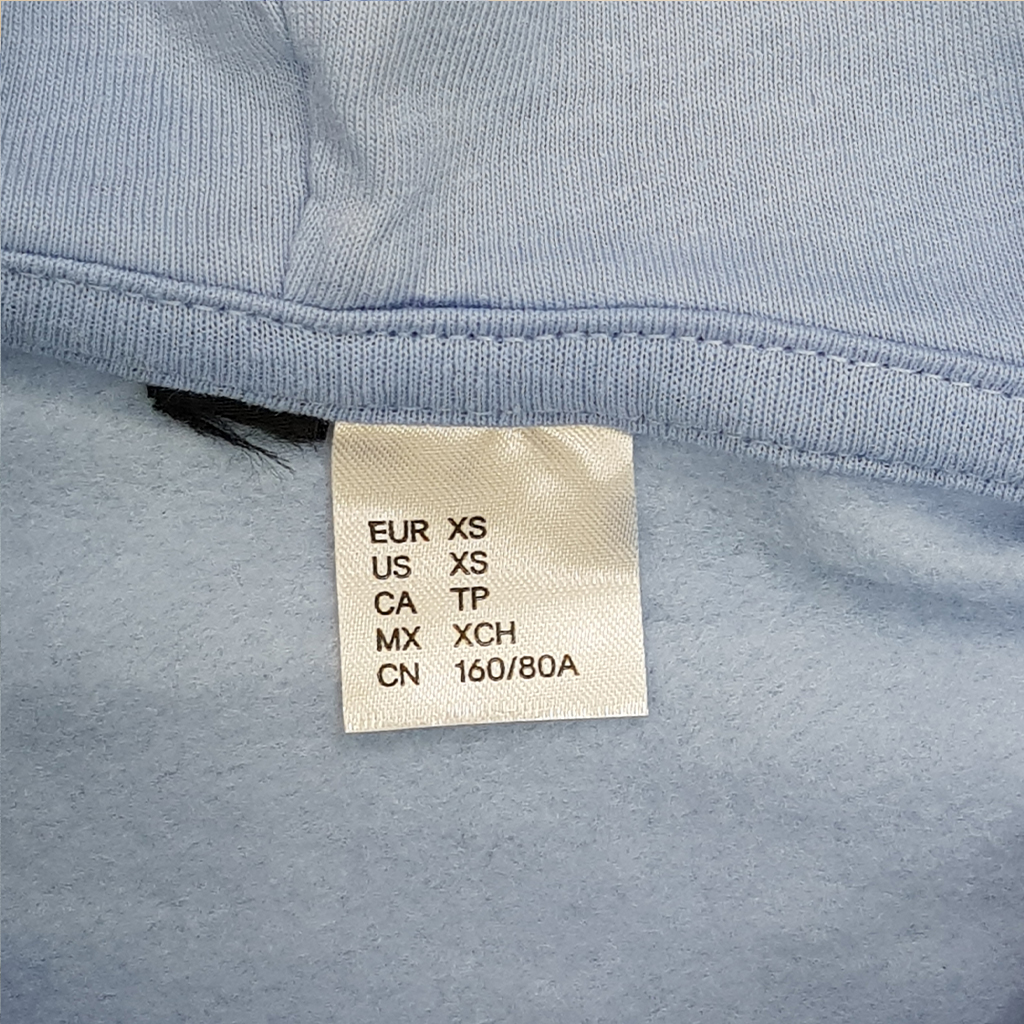 EUR XS
US XS
CA TP
MX XCH
CN 160/80A